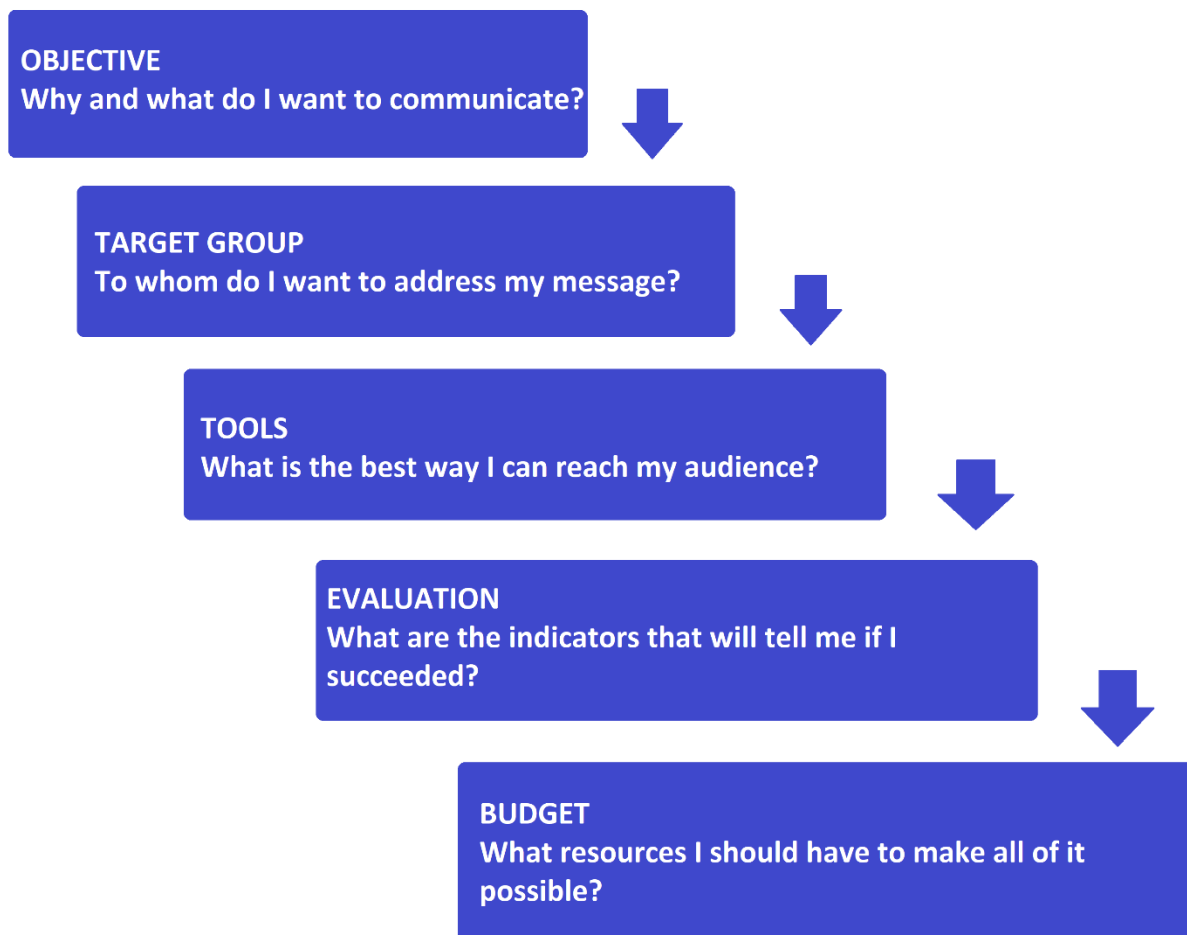 OBJECTIVE
Why and what do I want to communicate?
TARGET GROUP
To whom do I want to address my message?
TOOLS
What is the best way I can reach my audience?
EVALUATION
What are the indicators that will tell me if I
succeeded?
BUDGET
What resources I should have to make all of it
possible?